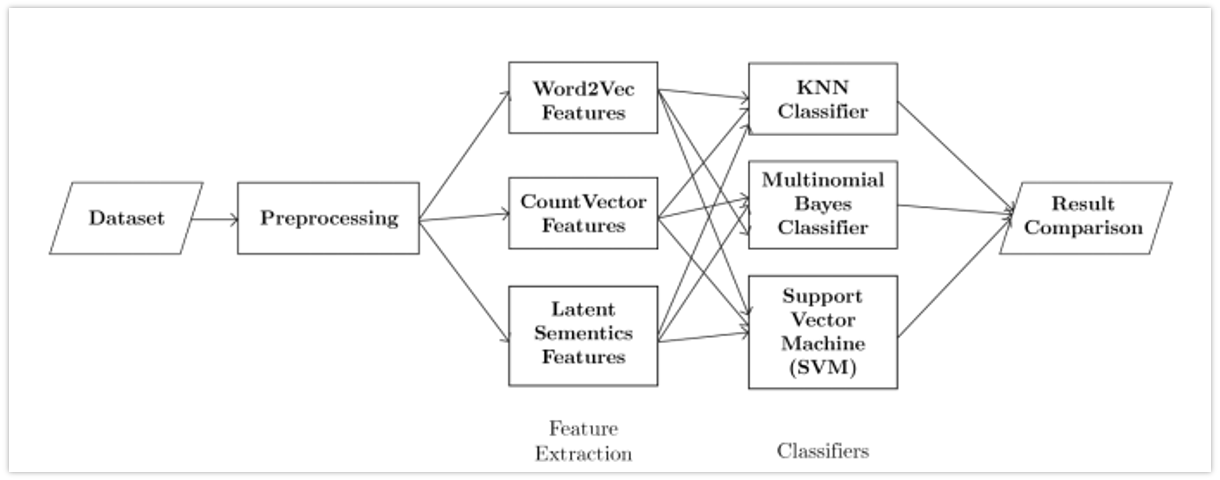 Dataset
Preprocessing
Word2Vec
Features
CountVector
Features
Latent
Sementics
Features
Feature
Extraction
KNN
Classifier
Multinomial
Bayes
Classifier
Support
Vector
Machine
(SVM)
Classifiers
Result
Comparison